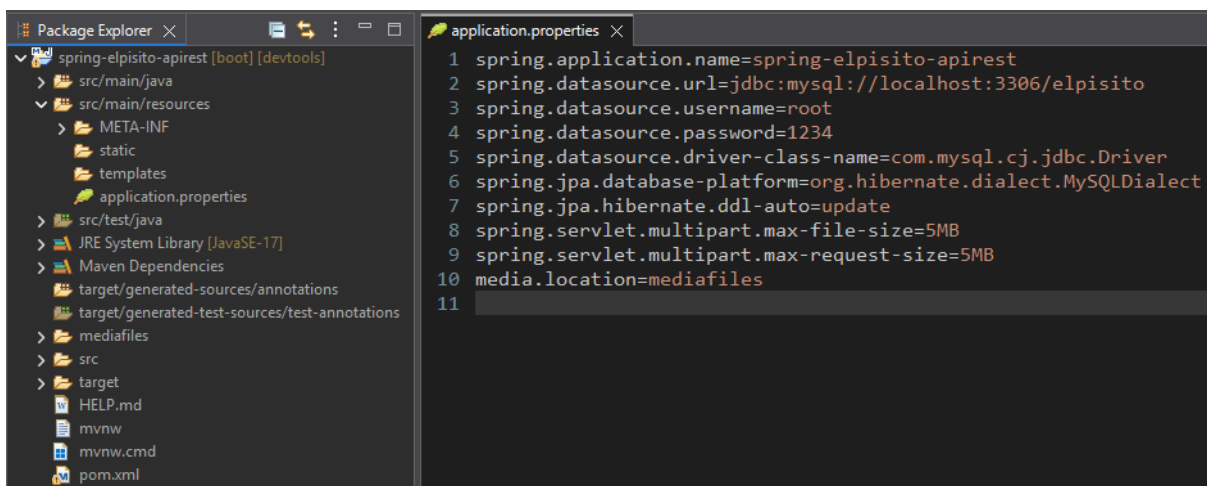 Package Explorer
spring-elpisito-apirest [boot] [devtools]
src/main/java
src/main/resources
META-INF
static
templates
application.properties
src/test/java
JRE System Library [JavaSE-17]
Maven Dependencies
target/generated-sources/annotations
target/generated-test-sources/test-annotations
mediafiles
src
target
HELP.md
mvnw
mvnw.cmd
pom.xml
application.properties
1 spring.application.name=spring-elpisito-apirest
2 spring.datasource.url=jdbc:mysql://localhost:3306/elpisito
3 spring.datasource.username=root
4 spring.datasource.password=1234
5 spring.datasource.driver-class-name=com.mysql.cj.jdbc.Driver
6 spring.jpa.database-platform=org.hibernate.dialect.MySQLDialect
7 spring.jpa.hibernate.ddl-auto=update
8 spring.servlet.multipart.max-file-size=5MB
9 spring.servlet.multipart.max-request-size=5MB
10 media.location=mediafiles
11